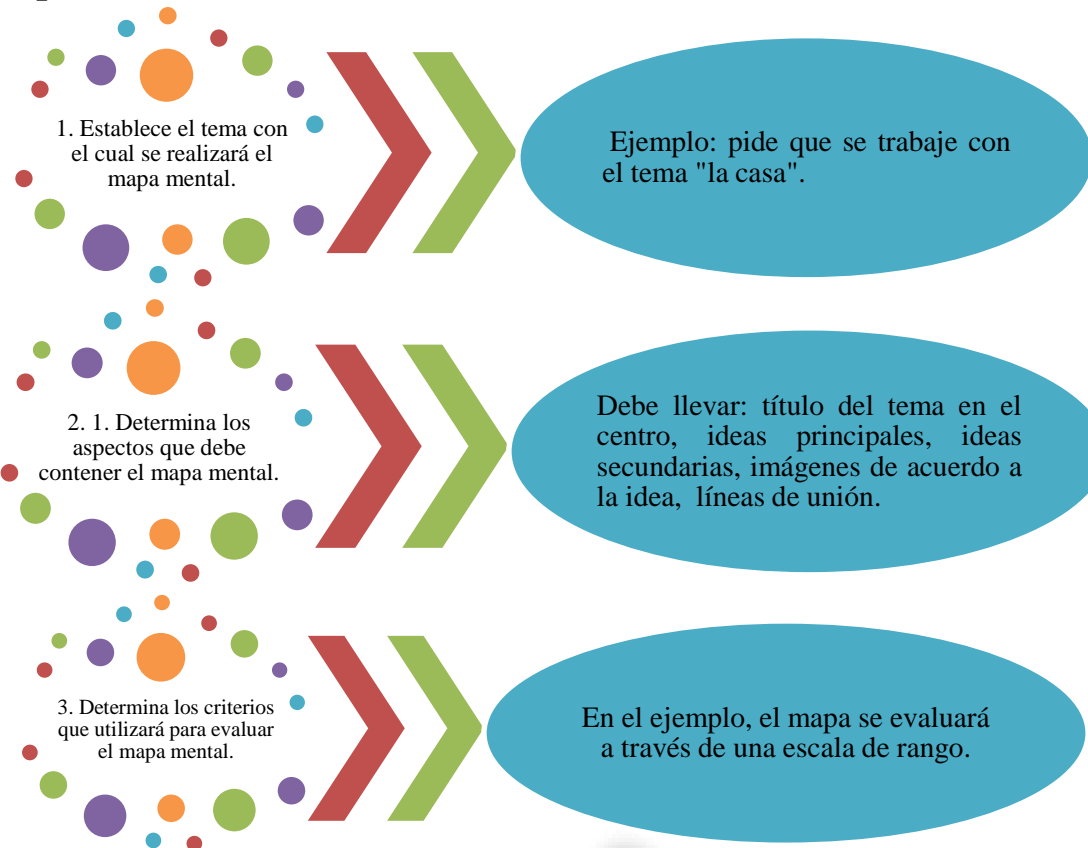 1. Establece el tema con
el cual se realizará el
mapa mental.
Ejemplo: pide que se trabaje con
el tema "la casa".
2. 1. Determina los
aspectos que debe
contener el mapa mental.
Debe llevar: título del tema en el
centro, ideas principales, ideas
secundarias, imágenes de acuerdo a
la idea, líneas de unión.
3. Determina los criterios
que utilizará para evaluar
el mapa mental.
En el ejemplo, el mapa se evaluará
a través de una escala de rango.